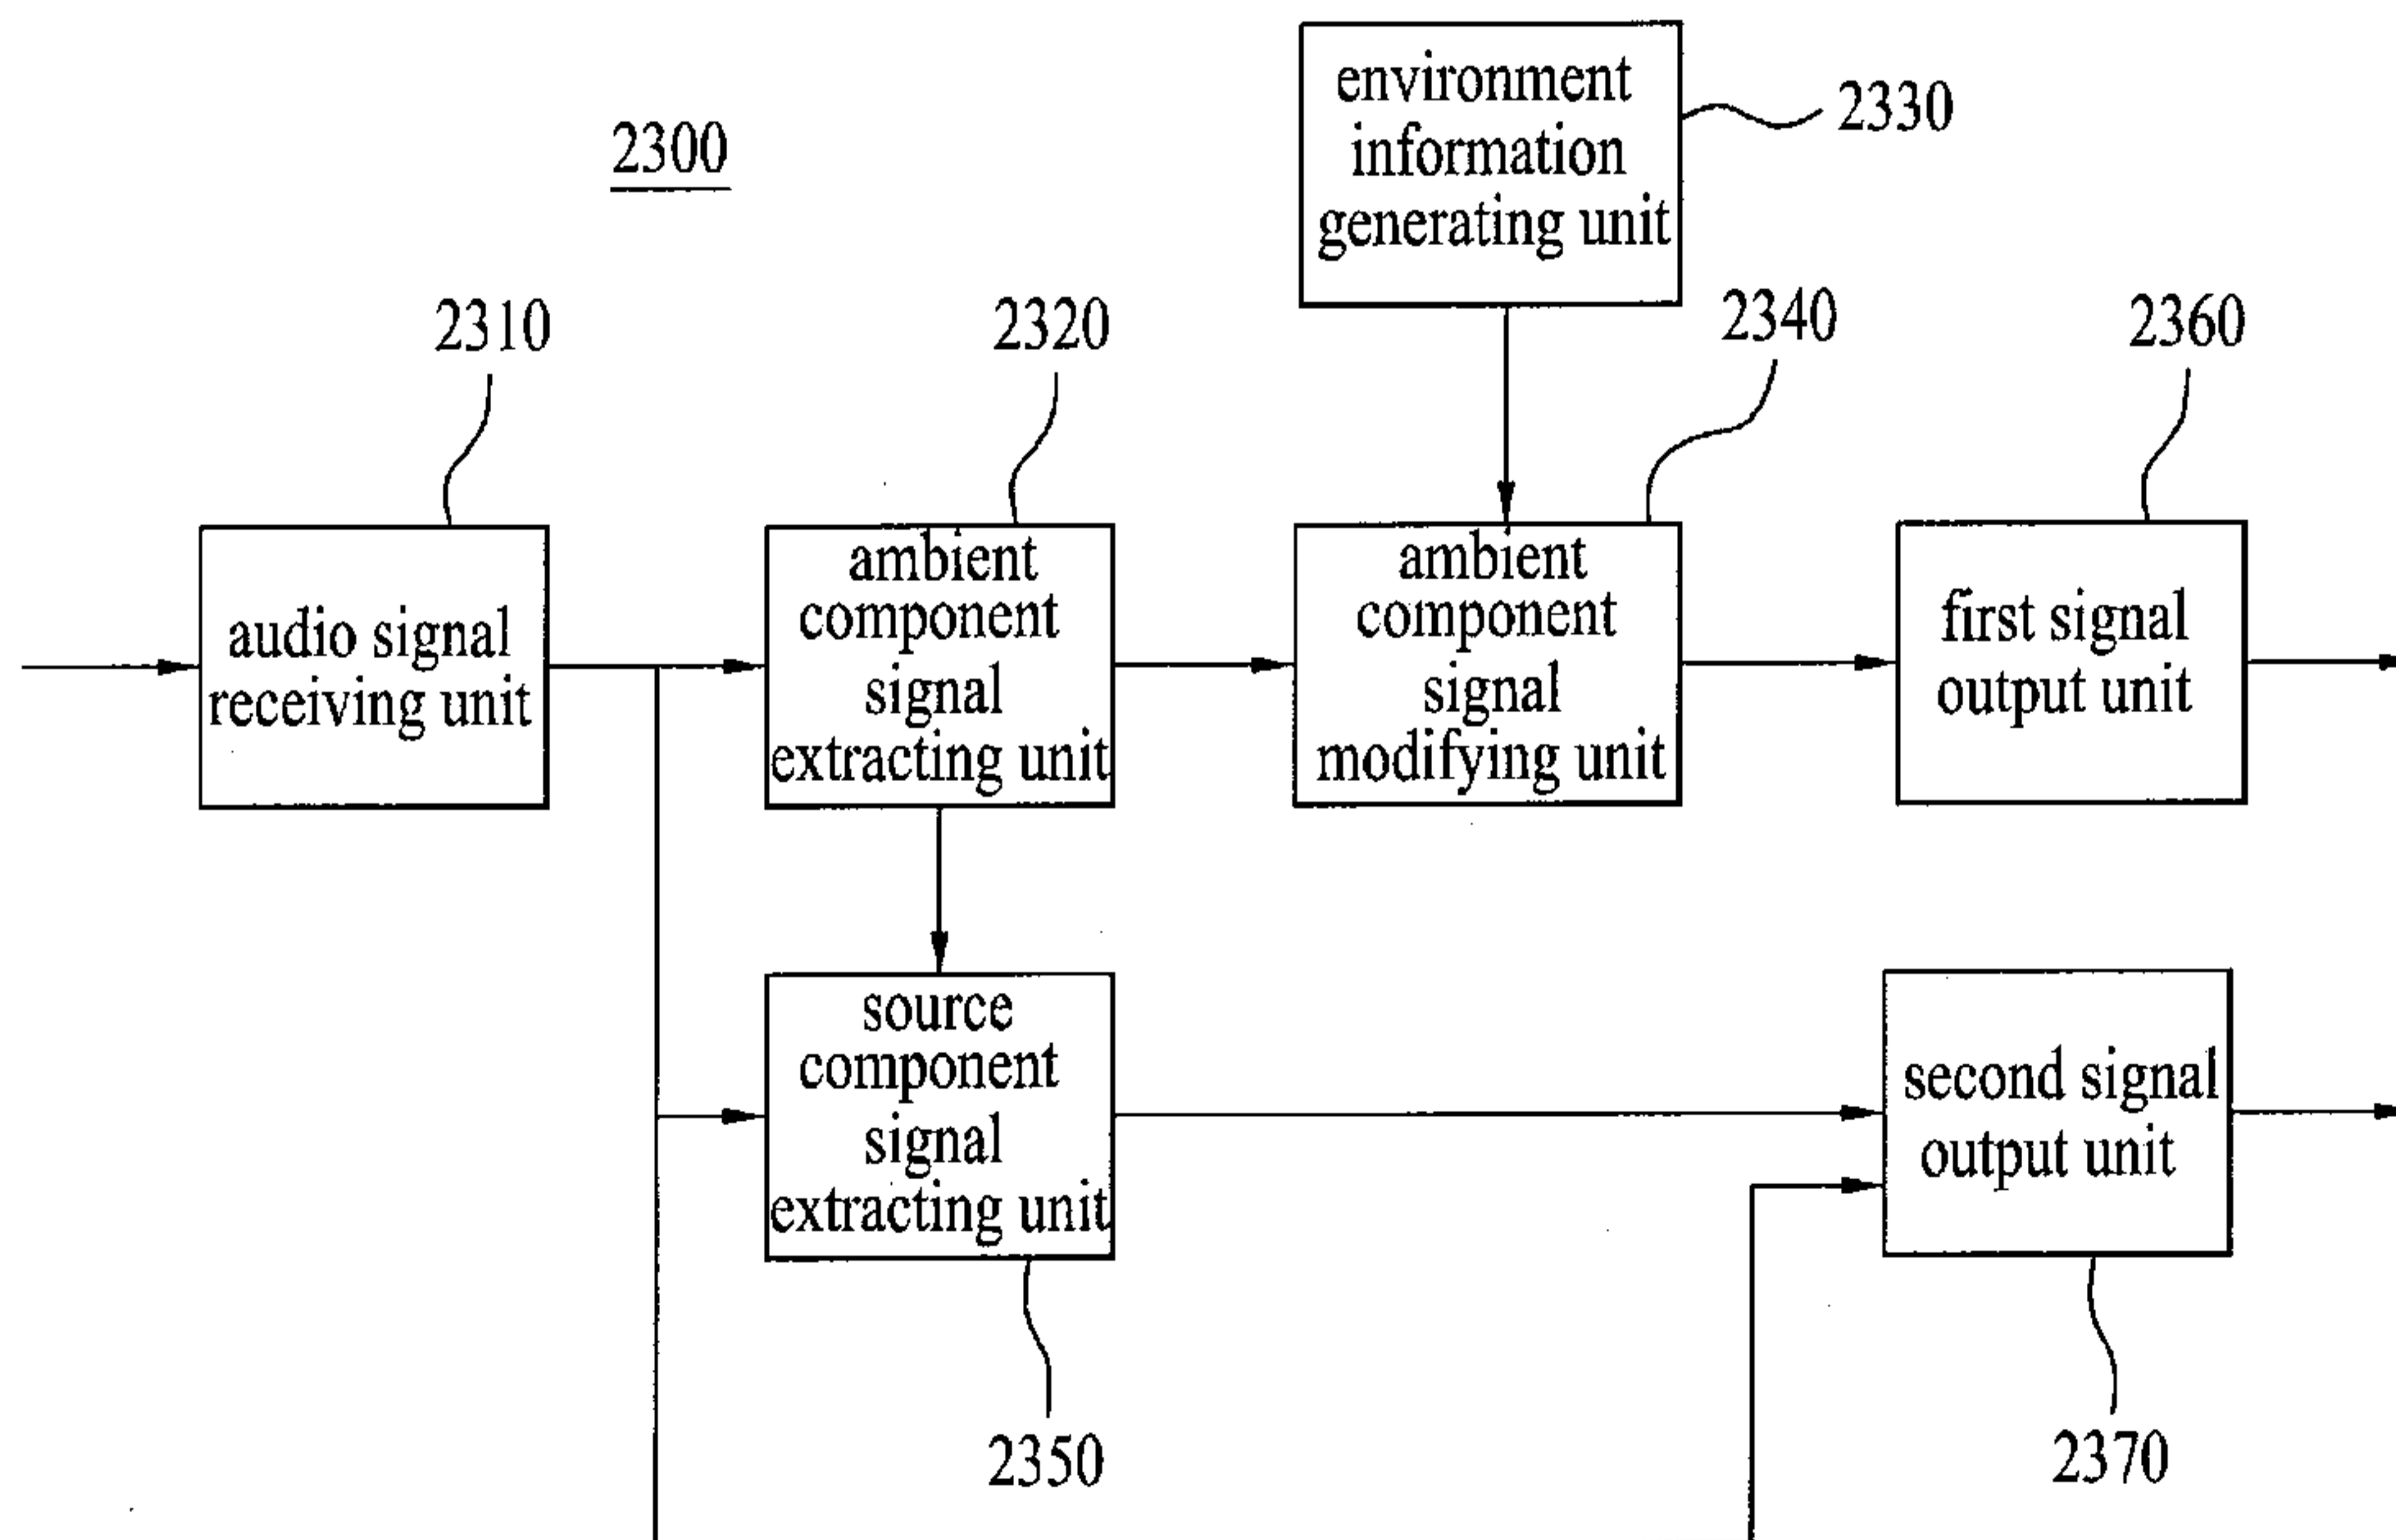 2300
environment
information
generating unit
2330
2310
2320
2340
2360
audio signal
receiving unit
ambient
component
signal
extracting unit
ambient
component
signal
modifying unit
first signal
output unit
source
component
signal
extracting unit
second signal
output unit
2350
2370